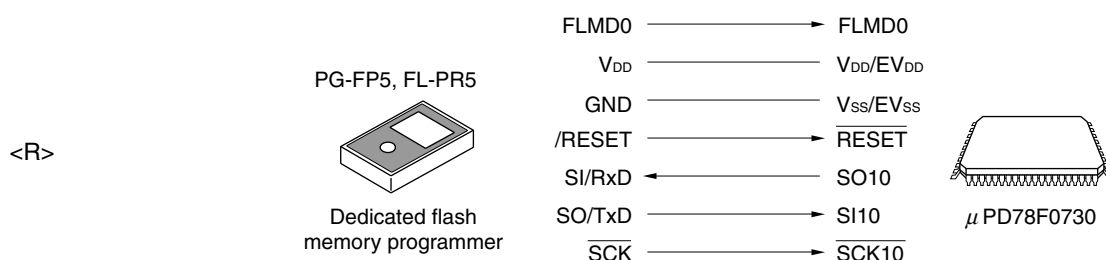 FLMD0 FLMD0
VDD VDD/EVDD
PG-FP5, FL-PR5
GND VSS/EVSS
/RESET RESET
<R>
SI/RxD SO10
Dedicated flash
memory programmer
SO/TxD SI10
μ PD78F0730
SCK SCK10